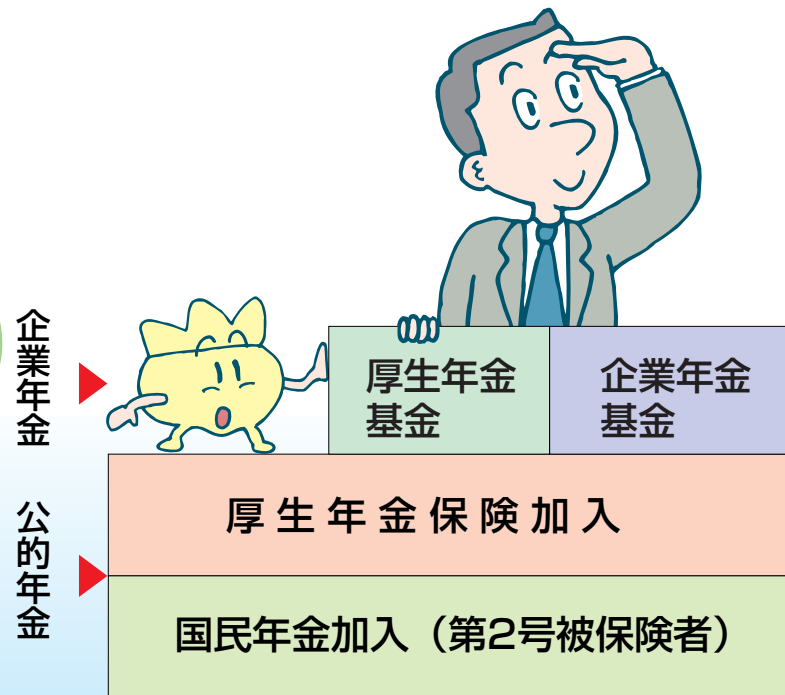 企業年金
厚生年金
基金
企業年金
基金
公的年金
厚生年金保険加入
国民年金加入（第2号被保険者）